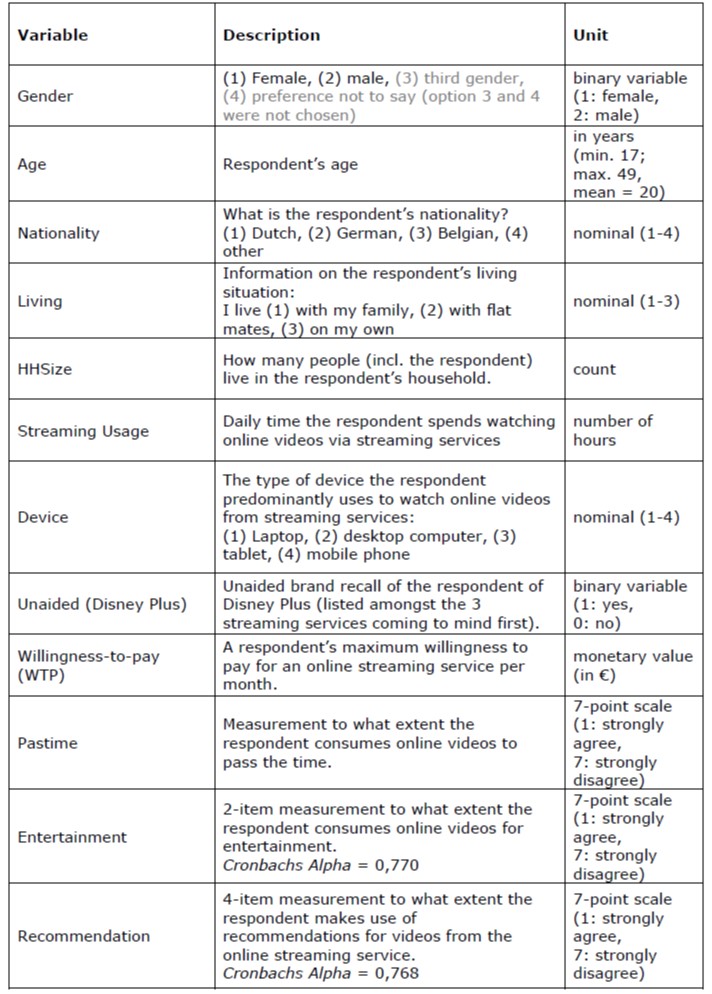 Variable Description Unit
Gender
(1) Female, (2) male, (3) third gender,
(4) preference not to say (option 3 and 4
were not chosen)
binary variable
(1: female,
2: male)
Age
Respondent’s age
in years
(min. 17;
max. 49,
mean = 20)
Nationality
What is the respondent’s nationality?
(1) Dutch, (2) German, (3) Belgian, (4)
other
nominal (1-4)
Living
Information on the respondent’s living
situation:
I live (1) with my family, (2) with flat
mates, (3) on my own
nominal (1-3)
HHSize
How many people (incl. the respondent)
live in the respondent’s household.
count
Streaming Usage
Daily time the respondent spends watching
online videos via streaming services
number of
hours
Device
The type of device the respondent
predominantly uses to watch online videos
from streaming services:
(1) Laptop, (2) desktop computer, (3)
tablet, (4) mobile phone
nominal (1-4)
Unaided (Disney Plus)
Unaided brand recall of the respondent of
Disney Plus (listed amongst the 3
streaming services coming to mind first).
binary variable
(1: yes,
0: no)
Willingness-to-pay
(WTP)
A respondent’s maximum willingness to
pay for an online streaming service per
month.
monetary value
(in €)
Pastime
Measurement to what extent the
respondent consumes online videos to
pass the time.
7-point scale
(1: strongly
agree,
7: strongly
disagree)
Entertainment
2-item measurement to what extent the
respondent consumes online videos for
entertainment.
Cronbachs Alpha = 0,770
7-point scale
(1: strongly
agree,
7: strongly
disagree)
Recommendation
4-item measurement to what extent the
respondent makes use of
recommendations for videos from the
online streaming service.
Cronbachs Alpha = 0,768
7-point scale
(1: strongly
agree,
7: strongly
disagree)